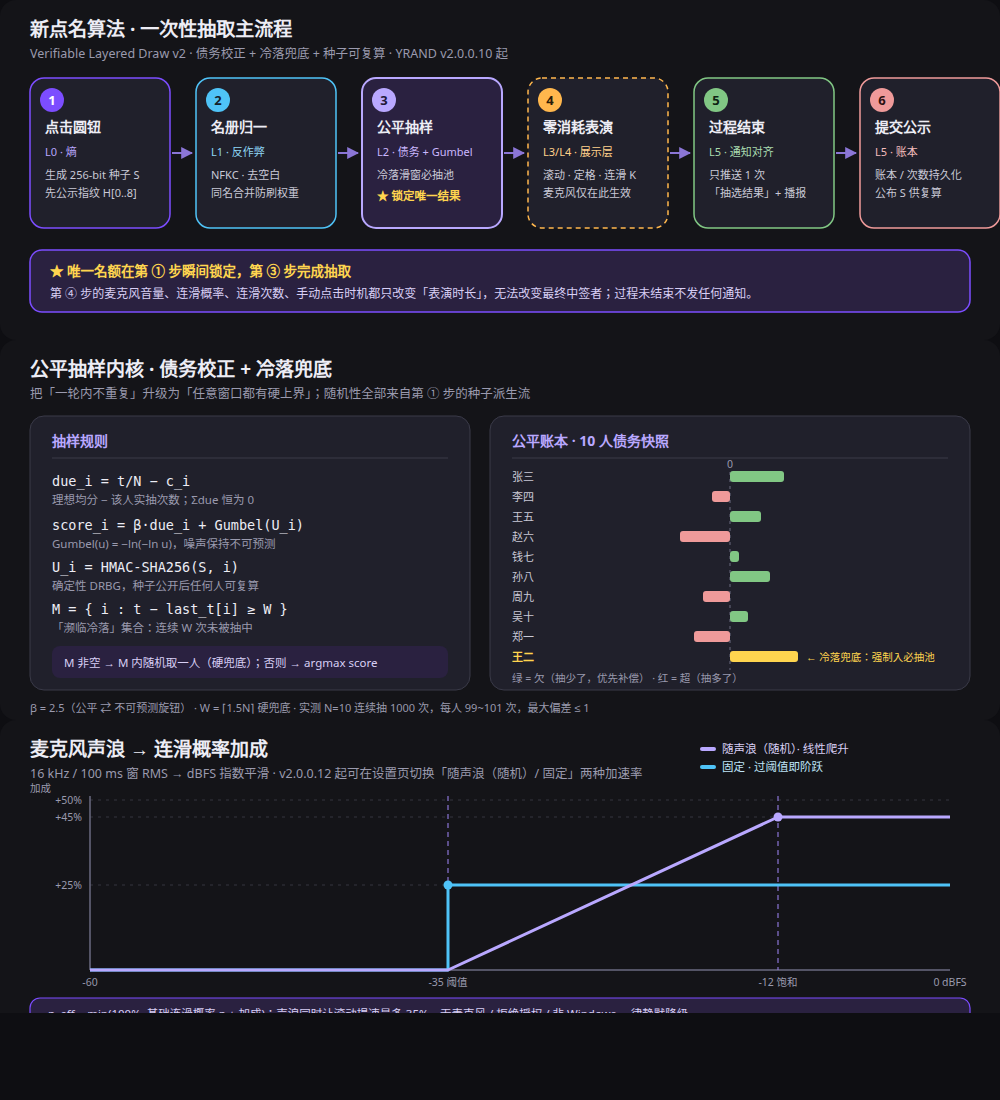 新点名算法 · 一次性抽取主流程
Verifiable Layered Draw v2 · 债务校正 + 冷落兜底 + 种子可复算 · YRAND v2.0.0.10 起
1
点击圆钮
L0 · 熵
生成 256-bit 种子 S
先公示指纹 H[0..8]
2
名册归一
L1 · 反作弊
NFKC · 去空白
同名合并防刷权重
3
公平抽样
L2 · 债务 + Gumbel
冷落滑窗必抽池
★ 锁定唯一结果
4
零消耗表演
L3/L4 · 展示层
滚动 · 定格 · 连滑 K
麦克风仅在此生效
5
过程结束
L5 · 通知对齐
只推送 1 次
「抽选结果」+ 播报
6
提交公示
L5 · 账本
账本 / 次数持久化
公布 S 供复算
★ 唯一名额在第 ① 步瞬间锁定，第 ③ 步完成抽取
第 ④ 步的麦克风音量、连滑概率、连滑次数、手动点击时机都只改变「表演时长」，无法改变最终中签者；过程未结束不发任何通知。
公平抽样内核 · 债务校正 + 冷落兜底
把「一轮内不重复」升级为「任意窗口都有硬上界」；随机性全部来自第 ① 步的种子派生流
抽样规则
due_i = t/N − c_i
理想均分 − 该人实抽次数；Σdue 恒为 0
score_i = β·due_i + Gumbel(U_i)
Gumbel(u) = −ln(−ln u)，噪声保持不可预测
U_i = HMAC-SHA256(S, i)
确定性 DRBG，种子公开后任何人可复算
M = { i : t − last_t[i] ≥ W }
「濒临冷落」集合：连续 W 次未被抽中
M 非空 → M 内随机取一人（硬兜底）；否则 → argmax score
公平账本 · 10 人债务快照
0
张三
李四
王五
赵六
钱七
孙八
周九
吴十
郑一
王二
← 冷落兜底：强制入必抽池
绿 = 欠（抽少了，优先补偿） · 红 = 超（抽多了）
β = 2.5（公平 ⇄ 不可预测旋钮） · W = ⌈1.5N⌉ 硬兜底 · 实测 N=10 连续抽 1000 次，每人 99~101 次，最大偏差 ≤ 1
麦克风声浪 → 连滑概率加成
16 kHz / 100 ms 窗 RMS → dBFS 指数平滑 · v2.0.0.12 起可在设置页切换「随声浪（随机）/ 固定」两种加速率
随声浪（随机）· 线性爬升
固定 · 过阈值即阶跃
加成
+50%
+45%
+25%
-60
-35 阈值
-12 饱和
0 dBFS